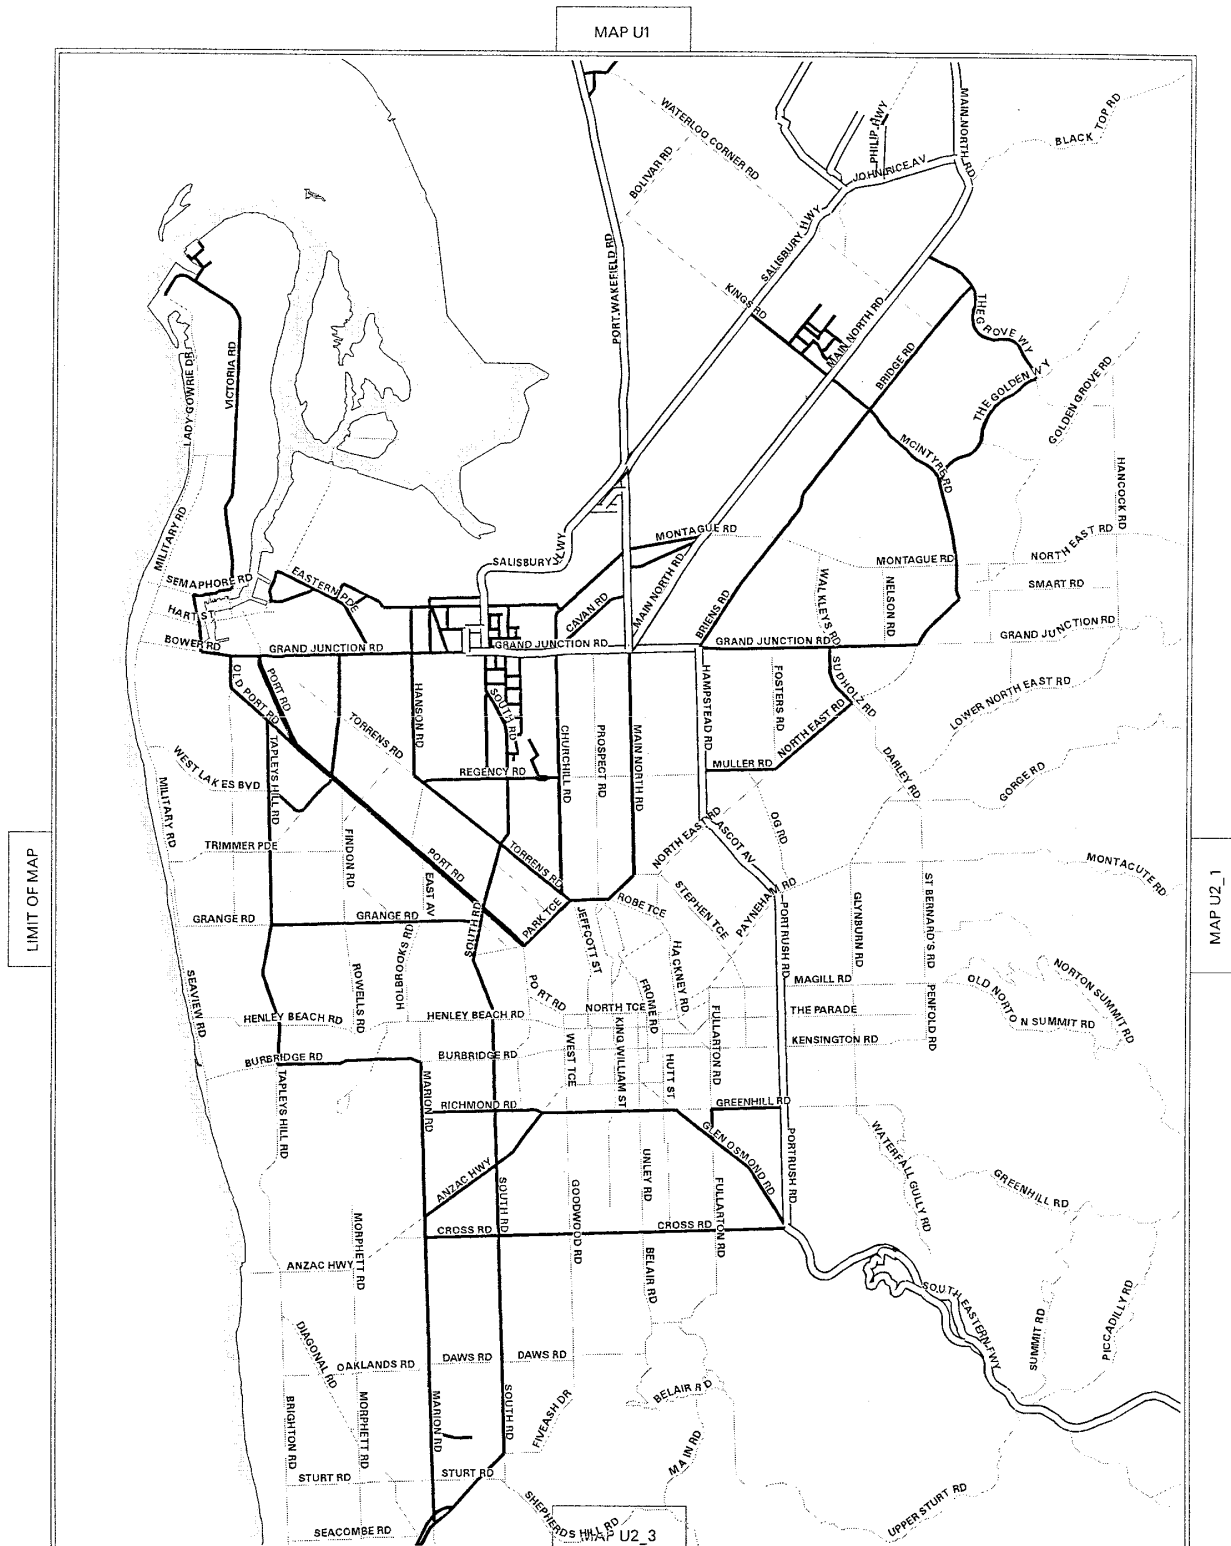 MAP U1
WATERLOO CORNER RD
BOLIVAR RD
PHILIP HWY
MAIN NORTH RD
BLACK TOP RD
JOHN RICE AV
SALISBURY HWY
PORT WAKEFIELD RD
KINGS RD
MAIN NORTH RD
THE GROVE WY
BRIDGE RD
THE GOLDEN WY
GOLDEN GROVE RD
LADY GOWRIE DR
VICTORIA RD
MCINTYRE RD
HANCOCK RD
MILITARY RD
MONTAGUE RD
SALISBURY HWY
MONTAGUE RD
NORTH EAST RD
SMART RD
SEMAPHORE RD
EASTERN PDE
HART ST
CAVAN RD
MAIN NORTH RD
BRIENS RD
WALKLEYS RD
NELSON RD
BOWER RD
GRAND JUNCTION RD
GRAND JUNCTION RD
GRAND JUNCTION RD
GRAND JUNCTION RD
OLD PORT RD
PORT RD
HANSON RD
SOUTH RD
HAMPSTEAD RD
FOSTERS RD
SUDHOLZ RD
LOWER NORTH EAST RD
TORRENS RD
CHURCHILL RD
PROSPECT RD
MAIN NORTH RD
NORTH EAST RD
WEST LAKES BVD
TAPLEYS HILL RD
REGENCY RD
MULLER RD
DARLEY RD
GORGE RD
MILITARY RD
TRIMMER PDE
FINDON RD
PORT RD
TORRENS RD
NORTH EAST RD
ASCOT AV
OG RD
MONTACUTE RD
LIMIT OF MAP
MAP U2_1
EAST AV
PARK TCE
ROBE TCE
STEPHEN TCE
PAYNEHAM RD
PORTRUSH RD
GLYNBURN RD
ST BERNARD'S RD
GRANGE RD
GRANGE RD
SOUTH RD
JEFFCOTT ST
HACKNEY RD
SEAVIEW RD
ROWELLS RD
HOLBROOKS RD
PORT RD
FROME RD
MAGILL RD
PENFOLD RD
OLD NORTON SUMMIT RD
NORTON SUMMIT RD
HENLEY BEACH RD
HENLEY BEACH RD
NORTH TCE
THE PARADE
BURBRIDGE RD
BURBRIDGE RD
WEST TCE
KING WILLIAM ST
HUTT ST
FULLARTON RD
KENSINGTON RD
TAPLEYS HILL RD
MARION RD
RICHMOND RD
GREENHILL RD
GLEN OSMOND RD
PORTRUSH RD
WATERFALL GULLY RD
GREENHILL RD
ANZAC HWY
SOUTH RD
GOODWOOD RD
UNLEY RD
FULLARTON RD
MORPHETT RD
CROSS RD
CROSS RD
ANZAC HWY
BELAIR RD
SOUTH EASTERN FWY
SUMMIT RD
PICCADILLY RD
DIAGONAL RD
OAKLANDS RD
DAWS RD
DAWS RD
BELAIR RD
BRIGHTON RD
MORPHETT RD
MARION RD
SOUTH RD
FIVEASH DR
MAIN RD
STURT RD
STURT RD
SHEPHERDS HILL RD
UPPER STURT RD
SEACOMBE RD
MAP U2_3